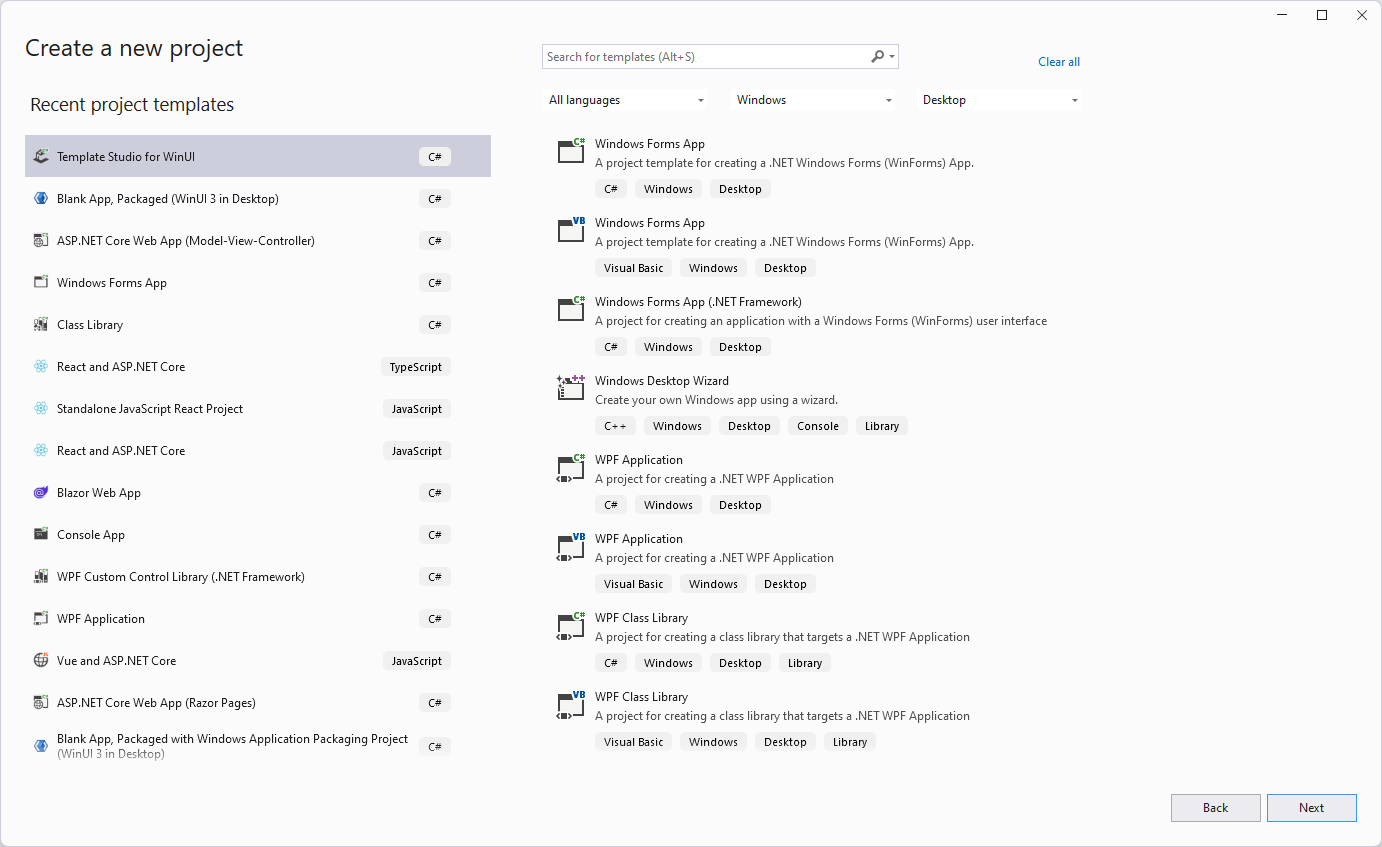 Create a new project
Recent project templates
Template Studio for WinUI C#
Blank App, Packaged (WinUI 3 in Desktop) C#
ASP.NET Core Web App (Model-View-Controller) C#
Windows Forms App C#
Class Library C#
React and ASP.NET Core TypeScript
Standalone JavaScript React Project JavaScript
React and ASP.NET Core JavaScript
Blazor Web App C#
Console App C#
WPF Custom Control Library (.NET Framework) C#
WPF Application C#
Vue and ASP.NET Core JavaScript
ASP.NET Core Web App (Razor Pages) C#
Blank App, Packaged with Windows Application Packaging Project C#
(WinUI 3 in Desktop)
Search for templates (Alt+S)
Clear all
All languages Windows Desktop
C#
Windows Forms App
A project template for creating a .NET Windows Forms (WinForms) App.
C# Windows Desktop
VB
Windows Forms App
A project template for creating a .NET Windows Forms (WinForms) App.
Visual Basic Windows Desktop
C#
Windows Forms App (.NET Framework)
A project for creating an application with a Windows Forms (WinForms) user interface
C# Windows Desktop
++
Windows Desktop Wizard
Create your own Windows app using a wizard.
C++ Windows Desktop Console Library
C#
WPF Application
A project for creating a .NET WPF Application
C# Windows Desktop
VB
WPF Application
A project for creating a .NET WPF Application
Visual Basic Windows Desktop
C#
WPF Class Library
A project for creating a class library that targets a .NET WPF Application
C# Windows Desktop Library
VB
WPF Class Library
A project for creating a class library that targets a .NET WPF Application
Visual Basic Windows Desktop Library
Back Next